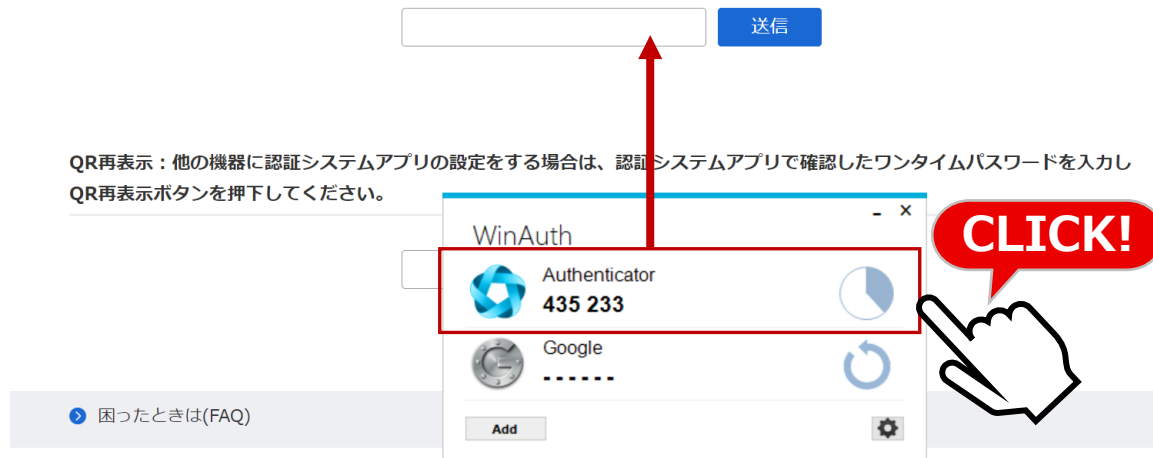 送信
QR再表示：他の機器に認証システムアプリの設定をする場合は、認証システムアプリで確認したワンタイムパスワードを入力し
QR再表示ボタンを押下してください。
WinAuth
CLICK!
Authenticator
435 233
Google
- - - - - -
Add
困ったときは(FAQ)